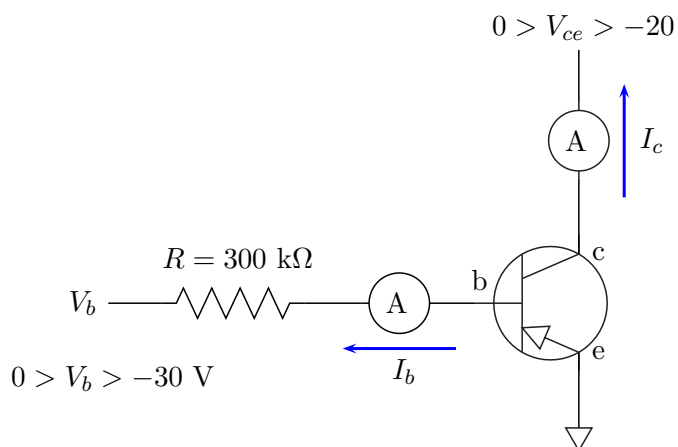 0 > V_ce > −20
A
I_c
c
R = 300 kΩ
b
V_b
A
e
I_b
0 > V_b > −30 V